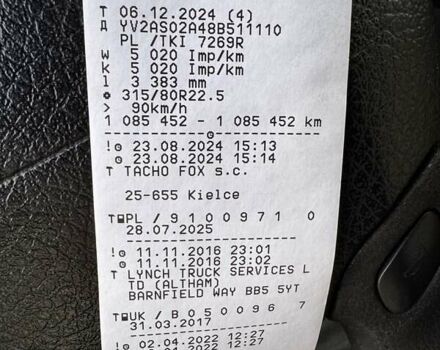 T 06.12.2024 (4)
A YV2AS02A48B511110
PL /TKI 7269R
w 5 020 Imp/km
k 5 020 Imp/km
l 3 383 mm
315/80R22.5
> 90km/h
1 085 452 - 1 085 452 km
! 23.08.2024 15:13
23.08.2024 15:14
T TACHO FOX s.c.
25-655 Kielce
T PL / 9 1 0 0 9 7 1 0
28.07.2025
! 11.11.2016 23:01
11.11.2016 23:02
T LYNCH TRUCK SERVICES L
TD (ALTHAM)
BARNFIELD WAY BB5 5YT
T UK / B 0 5 0 0 9 6 7
31.03.2017
! 02.04.2022 12:27
.2022 12:27